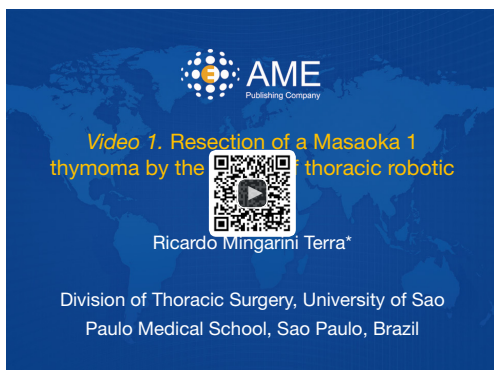 AME
Publishing Company
Video 1. Resection of a Masaoka 1
thymoma by the thoracic robotic
Ricardo Mingarini Terra*
Division of Thoracic Surgery, University of Sao
Paulo Medical School, Sao Paulo, Brazil